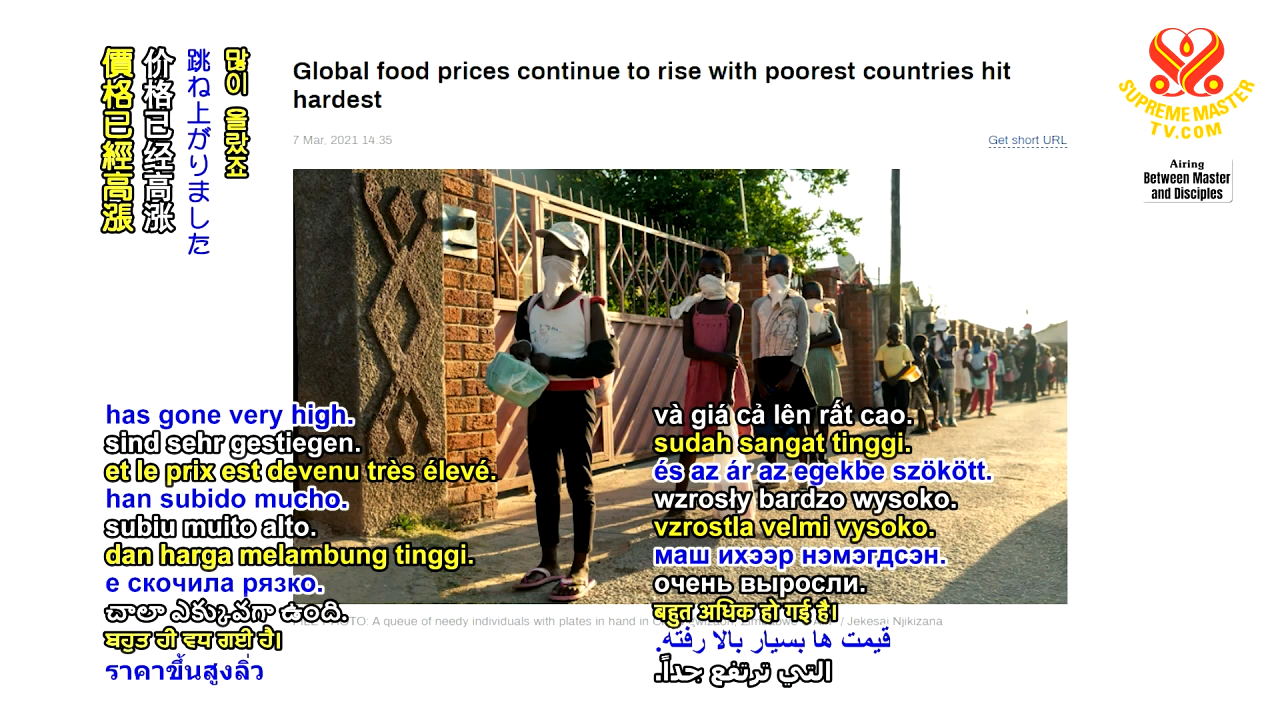 價格已經高漲
价格已经高涨
跳ね上がりました
많이 올랐죠
Global food prices continue to rise with poorest countries hit
hardest
7 Mar, 2021 14:35
Get short URL
SUPREME MASTER
TV.COM
Airing
Between Master
and Disciples
has gone very high.
sind sehr gestiegen.
et le prix est devenu très élevé.
han subido mucho.
subiu muito alto.
dan harga melambung tinggi.
е скочила рязко.
చాలా ఎక్కువగా ఉంది.
ਬਹੁਤ ਹੀ ਵਧ ਗਈ ਹੈ।
ราคาขึ้นสูงลิ่ว
và giá cả lên rất cao.
sudah sangat tinggi.
és az ár az egekbe szökött.
wzrosły bardzo wysoko.
vzrostla velmi vysoko.
маш ихээр нэмэгдсэн.
очень выросли.
बहुत अधिक हो गई है।
قیمت ها بسیار بالا رفته.
التي ترتفع جداً.
PHOTO: A queue of needy individuals with plates in hand in / Jekesai Njikizana